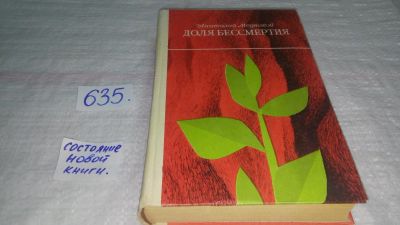 ДОЛЯ БЕССМЕРТИЯ
635.
состояние
новой
книги.